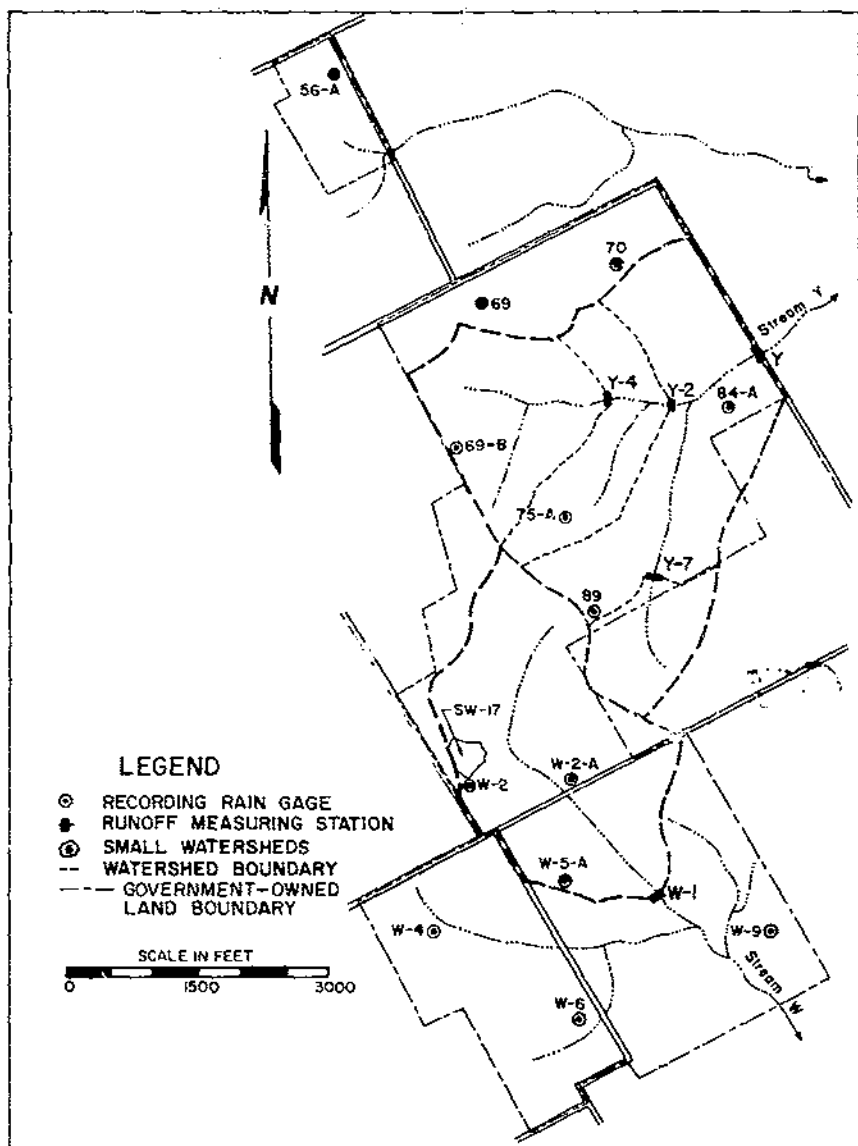 56-A
N
70
69
Stream Y
Y
Y-4
Y-2
84-A
69-B
75-A
Y-7
89
SW-17
W-2
W-2-A
W-5-A
W-1
W-4
W-9
W-6
Stream W
LEGEND
RECORDING RAIN GAGE
RUNOFF MEASURING STATION
SMALL WATERSHEDS
WATERSHED BOUNDARY
GOVERNMENT-OWNED
LAND BOUNDARY
SCALE IN FEET
0 1500 3000